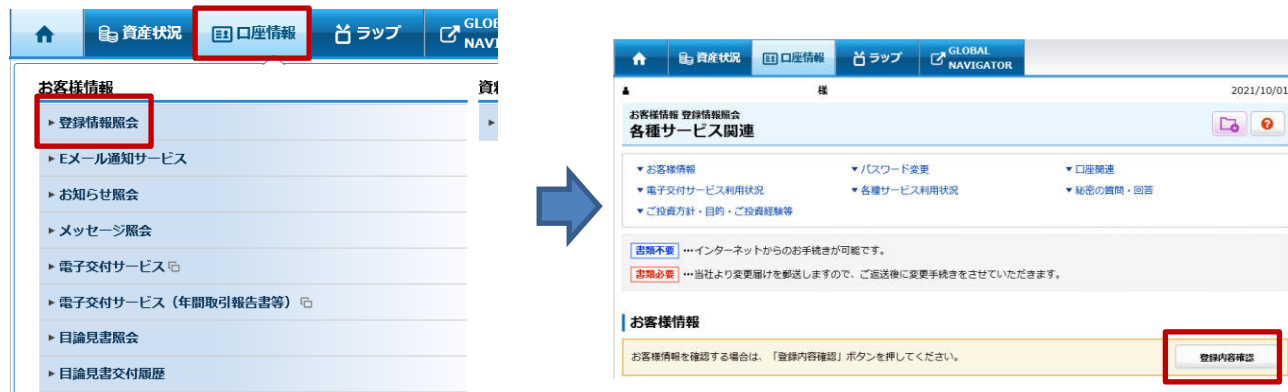 資産状況
口座情報
ラップ
お客様情報
登録情報照会
Eメール通知サービス
お知らせ照会
メッセージ照会
電子交付サービス
電子交付サービス（年間取引報告書等）
目論見書照会
目論見書交付履歴
資産状況
口座情報
ラップ
GLOBAL
NAVIGATOR
様
2021/10/01
お客様情報 登録情報照会
各種サービス関連
お客様情報
パスワード変更
口座関連
電子交付サービス利用状況
各種サービス利用状況
秘密の質問・回答
ご投資方針・目的・ご投資経験等
書類不要 …インターネットからのお手続きが可能です。
書類必要 …当社より変更届けを郵送しますので、ご返送後に変更手続きをさせていただきます。
お客様情報
お客様情報を確認する場合は、「登録内容確認」ボタンを押してください。
登録内容確認